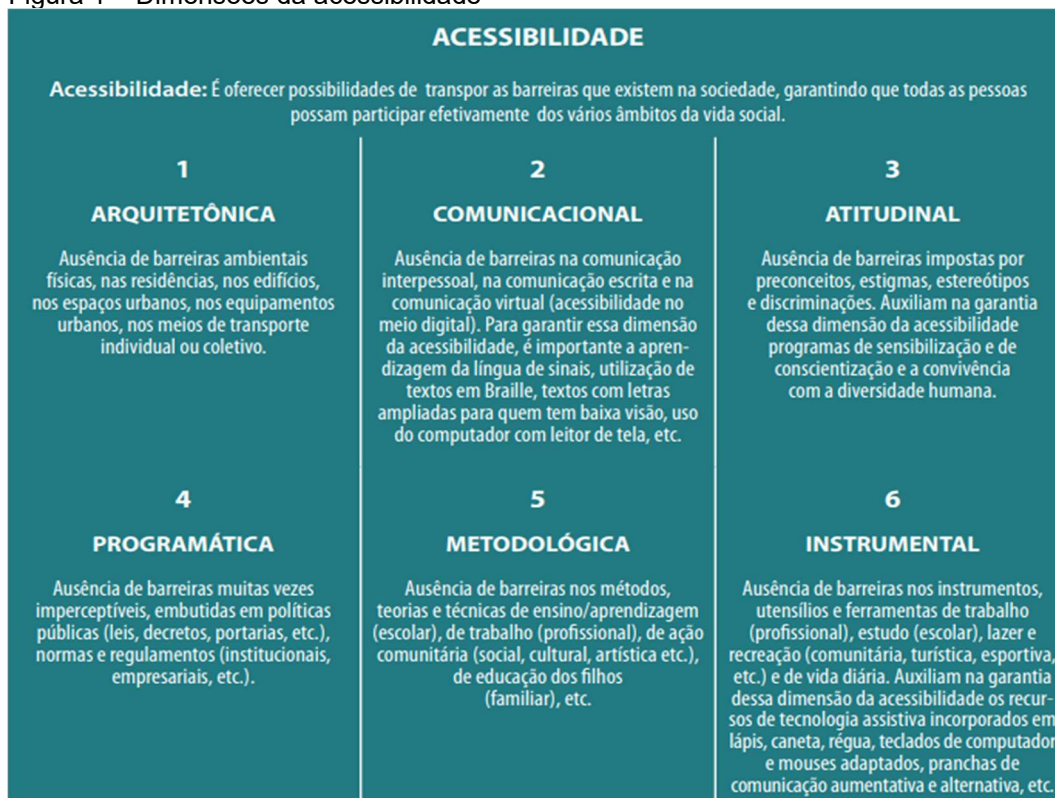 Figura 1 – Dimensões da acessibilidade
ACESSIBILIDADE
Acessibilidade: É oferecer possibilidades de transpor as barreiras que existem na sociedade, garantindo que todas as pessoas
possam participar efetivamente dos vários âmbitos da vida social.
1
ARQUITETÔNICA
Ausência de barreiras ambientais
físicas, nas residências, nos edifícios,
nos espaços urbanos, nos equipamentos
urbanos, nos meios de transporte
individual ou coletivo.
2
COMUNICACIONAL
Ausência de barreiras na comunicação
interpessoal, na comunicação escrita e na
comunicação virtual (acessibilidade no
meio digital). Para garantir essa dimensão
da acessibilidade, é importante a apren-
dizagem da língua de sinais, utilização de
textos em Braille, textos com letras
ampliadas para quem tem baixa visão, uso
do computador com leitor de tela, etc.
3
ATITUDINAL
Ausência de barreiras impostas por
preconceitos, estigmas, estereótipos
e discriminações. Auxiliam na garantia
dessa dimensão da acessibilidade
programas de sensibilização e de
conscientização e a convivência
com a diversidade humana.
4
PROGRAMÁTICA
Ausência de barreiras muitas vezes
imperceptíveis, embutidas em políticas
públicas (leis, decretos, portarias, etc.),
normas e regulamentos (institucionais,
empresariais, etc.).
5
METODOLÓGICA
Ausência de barreiras nos métodos,
teorias e técnicas de ensino/aprendizagem
(escolar), de trabalho (profissional), de ação
comunitária (social, cultural, artística etc.),
de educação dos filhos
(familiar), etc.
6
INSTRUMENTAL
Ausência de barreiras nos instrumentos,
utensílios e ferramentas de trabalho
(profissional), estudo (escolar), lazer e
recreação (comunitária, turística, esportiva,
etc.) e de vida diária. Auxiliam na garantia
dessa dimensão da acessibilidade os recur-
sos de tecnologia assistiva incorporados em
lápis, caneta, régua, teclados de computador
e mouses adaptados, pranchas de
comunicação aumentativa e alternativa, etc.